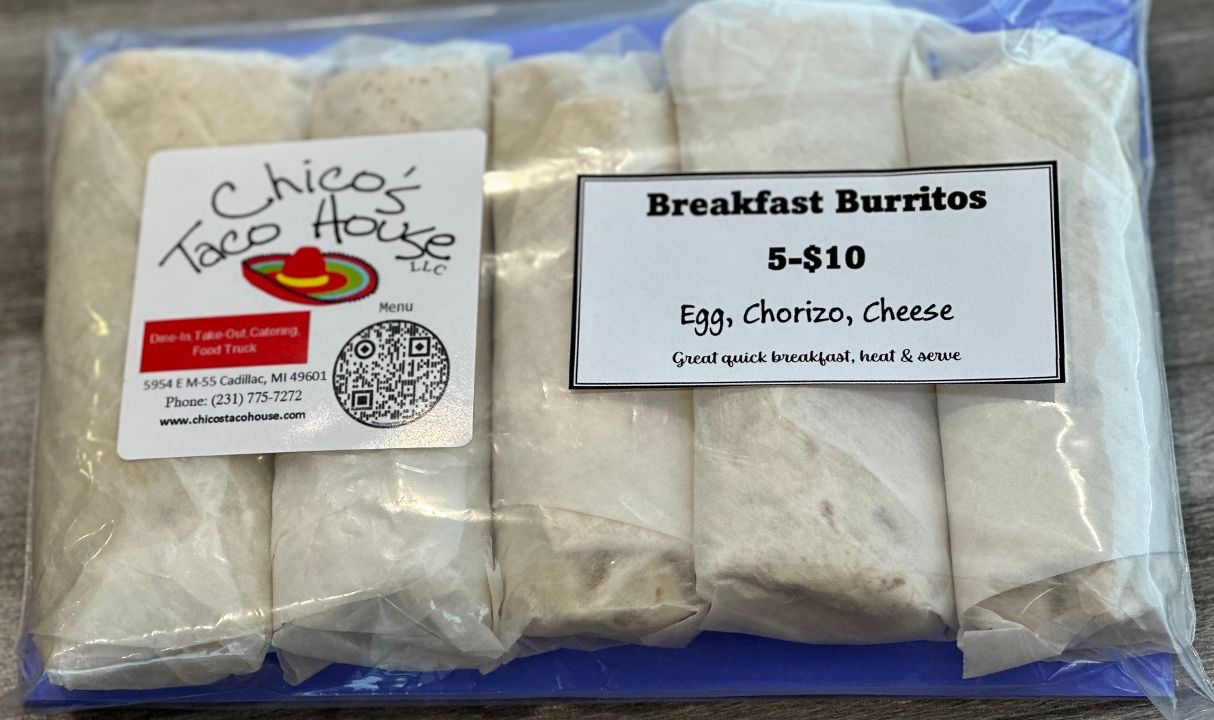 Chico's
Taco House
LLC
Menu
Dine-In, Take-Out, Catering,
Food Truck
5954 E M-55 Cadillac, MI 49601
Phone: (231) 775-7272
www.chicostacohouse.com
Breakfast Burritos
5-$10
Egg, Chorizo, Cheese
Great quick breakfast, heat & serve